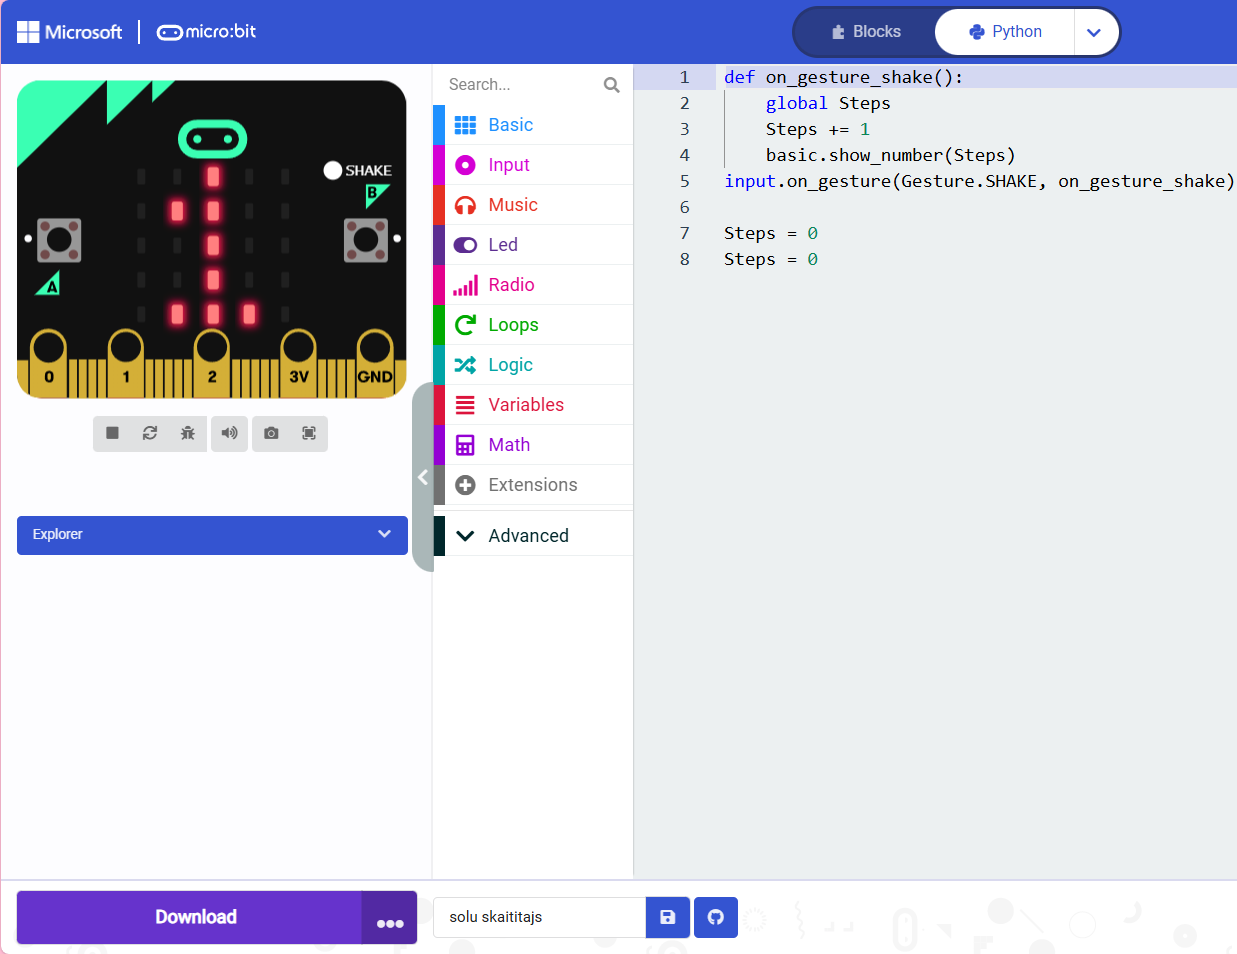 Microsoft | micro:bit
Blocks
Python
SHAKE
B
A
0
1
2
3V
GND
Explorer
Search...
Basic
Input
Music
Led
Radio
Loops
Logic
Variables
Math
Extensions
Advanced
1 def on_gesture_shake():
2     global Steps
3     Steps += 1
4     basic.show_number(Steps)
5 input.on_gesture(Gesture.SHAKE, on_gesture_shake)
6
7 Steps = 0
8 Steps = 0
Download
solu skaititajs